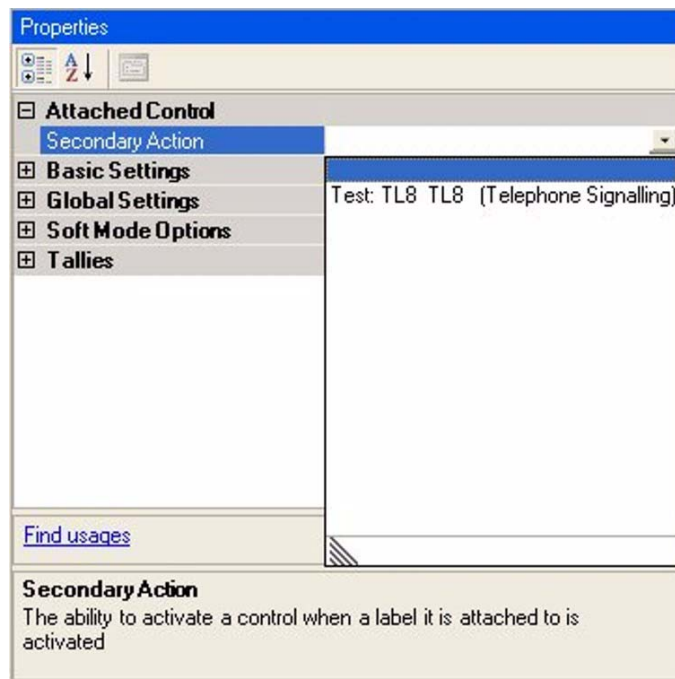 Properties
A
Z
Attached Control
Secondary Action
Basic Settings
Test: TL8 TL8 (Telephone Signalling)
Global Settings
Soft Mode Options
Tallies
Find usages
Secondary Action
The ability to activate a control when a label it is attached to is
activated